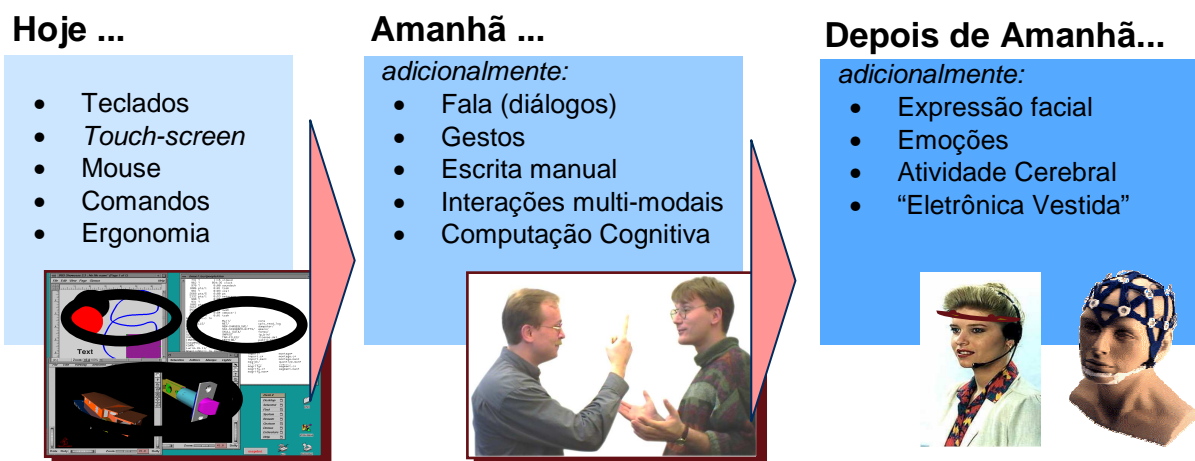 Hoje ...
• Teclados
• Touch-screen
• Mouse
• Comandos
• Ergonomia
Text
Amanhã ...
adicionalmente:
• Fala (diálogos)
• Gestos
• Escrita manual
• Interações multi-modais
• Computação Cognitiva
Depois de Amanhã...
adicionalmente:
• Expressão facial
• Emoções
• Atividade Cerebral
• “Eletrônica Vestida”